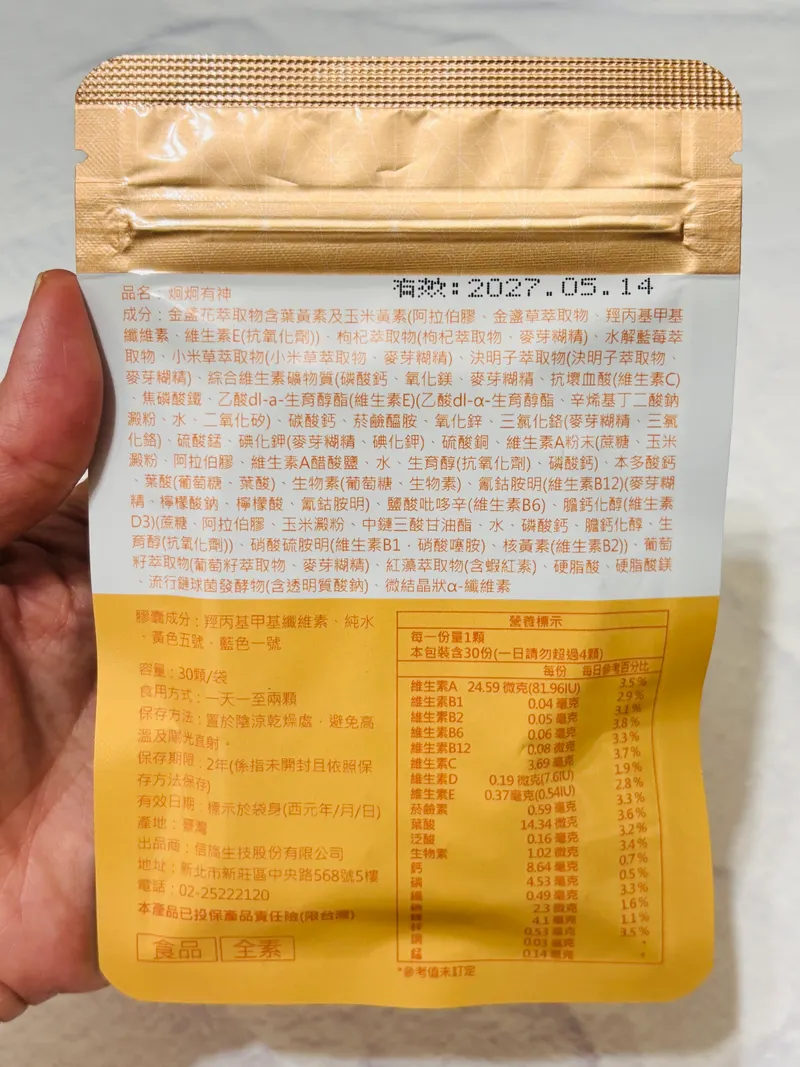 有效:2027.05.14
品名：炯炯有神
成分：金盞花萃取物含葉黃素及玉米黃素(阿拉伯膠、金盞草萃取物、羥丙基甲基
纖維素、維生素E(抗氧化劑))、枸杞萃取物(枸杞萃取物、麥芽糊精)、水解藍莓萃
取物、小米草萃取物(小米草萃取物、麥芽糊精)、決明子萃取物(決明子萃取物、
麥芽糊精)、綜合維生素礦物質(碳酸鈣、氧化鎂、麥芽糊精、抗壞血酸(維生素C)
、焦磷酸鐵、乙酸dl-a-生育醇酯(維生素E)(乙酸dl-α-生育醇酯、辛烯基丁二酸鈉
澱粉、水、二氧化矽)、碳酸鈣、菸鹼醯胺、氧化鋅、三氯化鉻(麥芽糊精、三氯
化鉻)、硫酸錳、碘化鉀(麥芽糊精、碘化鉀)、硫酸銅、維生素A粉末(蔗糖、玉米
澱粉、阿拉伯膠、維生素A醋酸鹽、水、生育醇(抗氧化劑)、磷酸鈣)、本多酸鈣
、葉酸(葡萄糖、葉酸)、生物素(葡萄糖、生物素)、氰鈷胺明(維生素B12)(麥芽糊
精、檸檬酸鈉、檸檬酸、氰鈷胺明)、鹽酸吡哆辛(維生素B6)、膽鈣化醇(維生素
D3)(蔗糖、阿拉伯膠、玉米澱粉、中鏈三酸甘油酯、水、磷酸鈣、膽鈣化醇、生
育醇(抗氧化劑))、硝酸硫胺明(維生素B1、硝酸噻胺)、核黃素(維生素B2))、葡萄
籽萃取物(葡萄籽萃取物、麥芽糊精)、紅藻萃取物(含蝦紅素)、硬脂酸、硬脂酸鎂
、流行鏈球菌發酵物(含透明質酸鈉)、微結晶狀α-纖維素
膠囊成分：羥丙基甲基纖維素、純水
、黃色五號、藍色一號
容量：30顆/袋
食用方式：一天一至兩顆
保存方法：置於陰涼乾燥處，避免高
溫及陽光直射。
保存期限：2年(係指未開封且依照保
存方法保存)
有效日期：標示於袋身(西元年/月/日)
產地：臺灣
出品商：信隆生技股份有限公司
地址：新北市新莊區中央路568號5樓
電話：02-25222120
本產品已投保產品責任險(限台灣)
食品 全素
營養標示
每一份量1顆
本包裝含30份(一日請勿超過4顆)
每份 每日參考值百分比
維生素A 24.59 微克(81.96IU) 3.5%
維生素B1 0.04 毫克 2.9%
維生素B2 0.05 毫克 3.1%
維生素B6 0.06 毫克 3.8%
維生素B12 0.08 微克 3.3%
維生素C 3.69 毫克 3.7%
維生素D 0.19 微克(7.6IU) 1.9%
維生素E 0.37毫克(0.54IU) 2.8%
菸鹼素 0.59 毫克 3.3%
葉酸 14.34 微克 3.6%
泛酸 0.16 毫克 3.2%
生物素 1.02 微克 3.4%
鈣 8.64 毫克 0.7%
磷 4.53 毫克 0.5%
鐵 0.49 毫克 3.3%
碘 2.3 微克 1.6%
鎂 4.1 毫克 1.1%
鋅 0.53 毫克 3.5%
銅 0.03 毫克 *
錳 0.14 毫克 *
*參考值未訂定